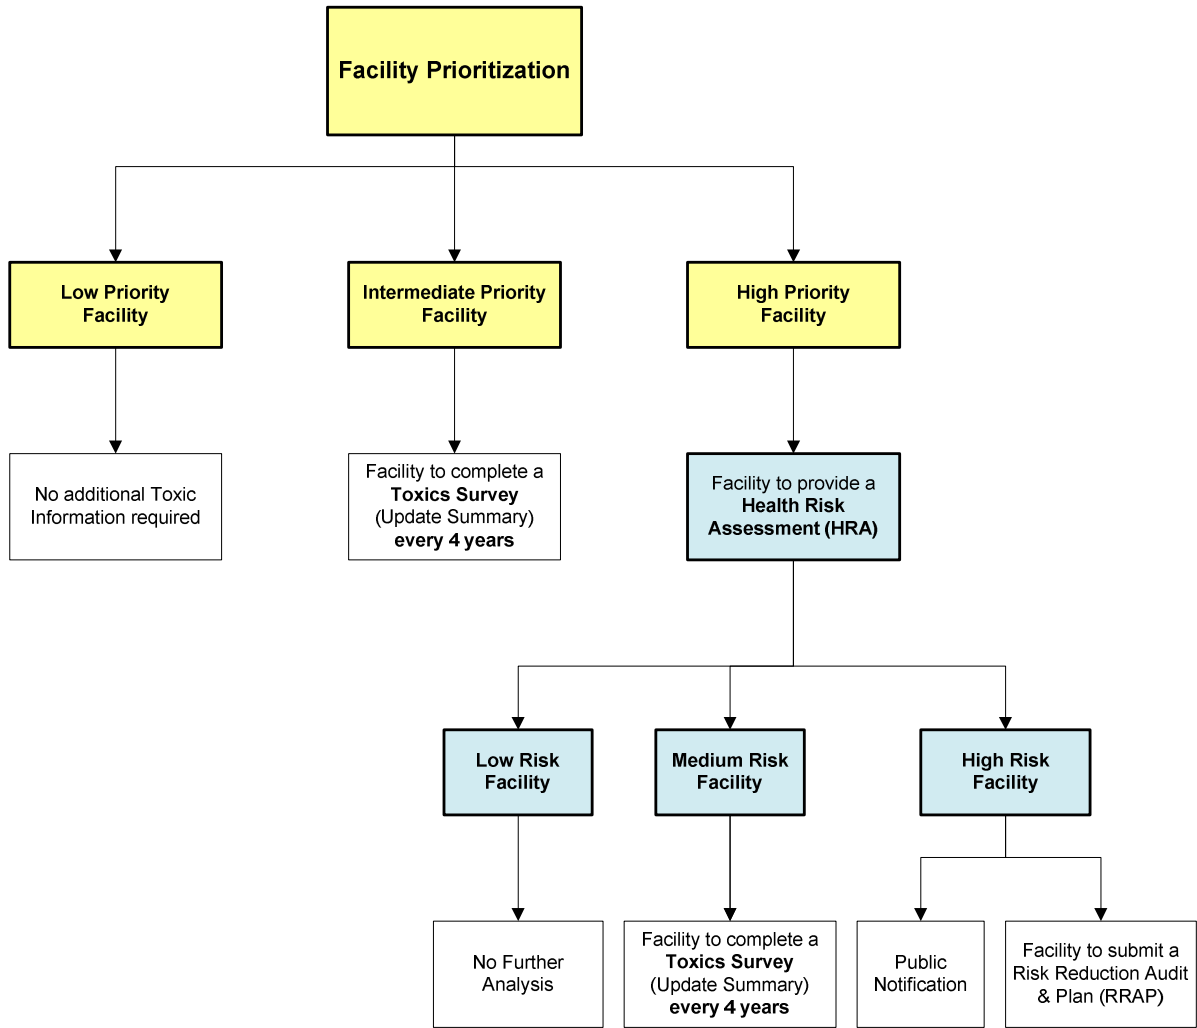 Facility Prioritization
Low Priority
Facility
Intermediate Priority
Facility
High Priority
Facility
No additional Toxic
Information required
Facility to complete a
Toxics Survey
(Update Summary)
every 4 years
Facility to provide a
Health Risk
Assessment (HRA)
Low Risk
Facility
Medium Risk
Facility
High Risk
Facility
No Further
Analysis
Facility to complete a
Toxics Survey
(Update Summary)
every 4 years
Public
Notification
Facility to submit a
Risk Reduction Audit
& Plan (RRAP)